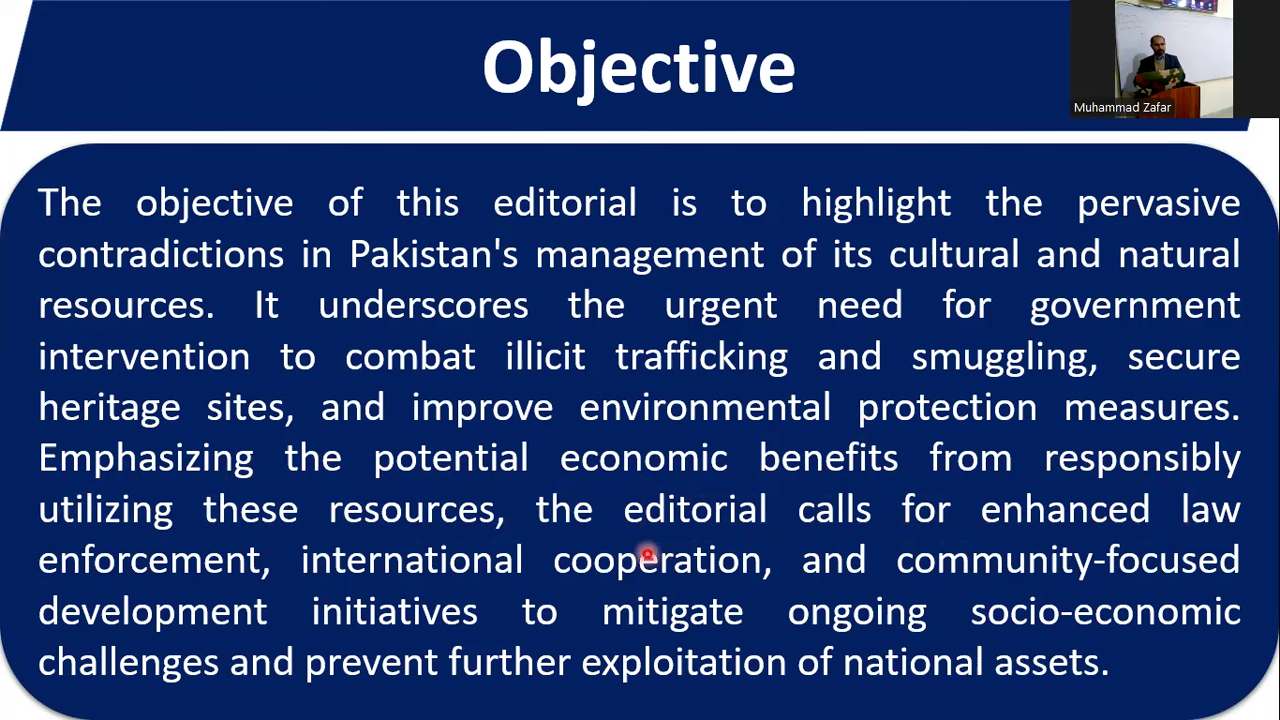 Objective
Muhammad Zafar
The objective of this editorial is to highlight the pervasive
contradictions in Pakistan's management of its cultural and natural
resources. It underscores the urgent need for government
intervention to combat illicit trafficking and smuggling, secure
heritage sites, and improve environmental protection measures.
Emphasizing the potential economic benefits from responsibly
utilizing these resources, the editorial calls for enhanced law
enforcement, international cooperation, and community-focused
development initiatives to mitigate ongoing socio-economic
challenges and prevent further exploitation of national assets.